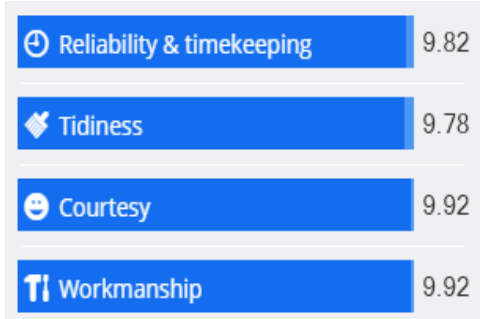 Reliability & timekeeping 9.82
Tidiness 9.78
Courtesy 9.92
Workmanship 9.92